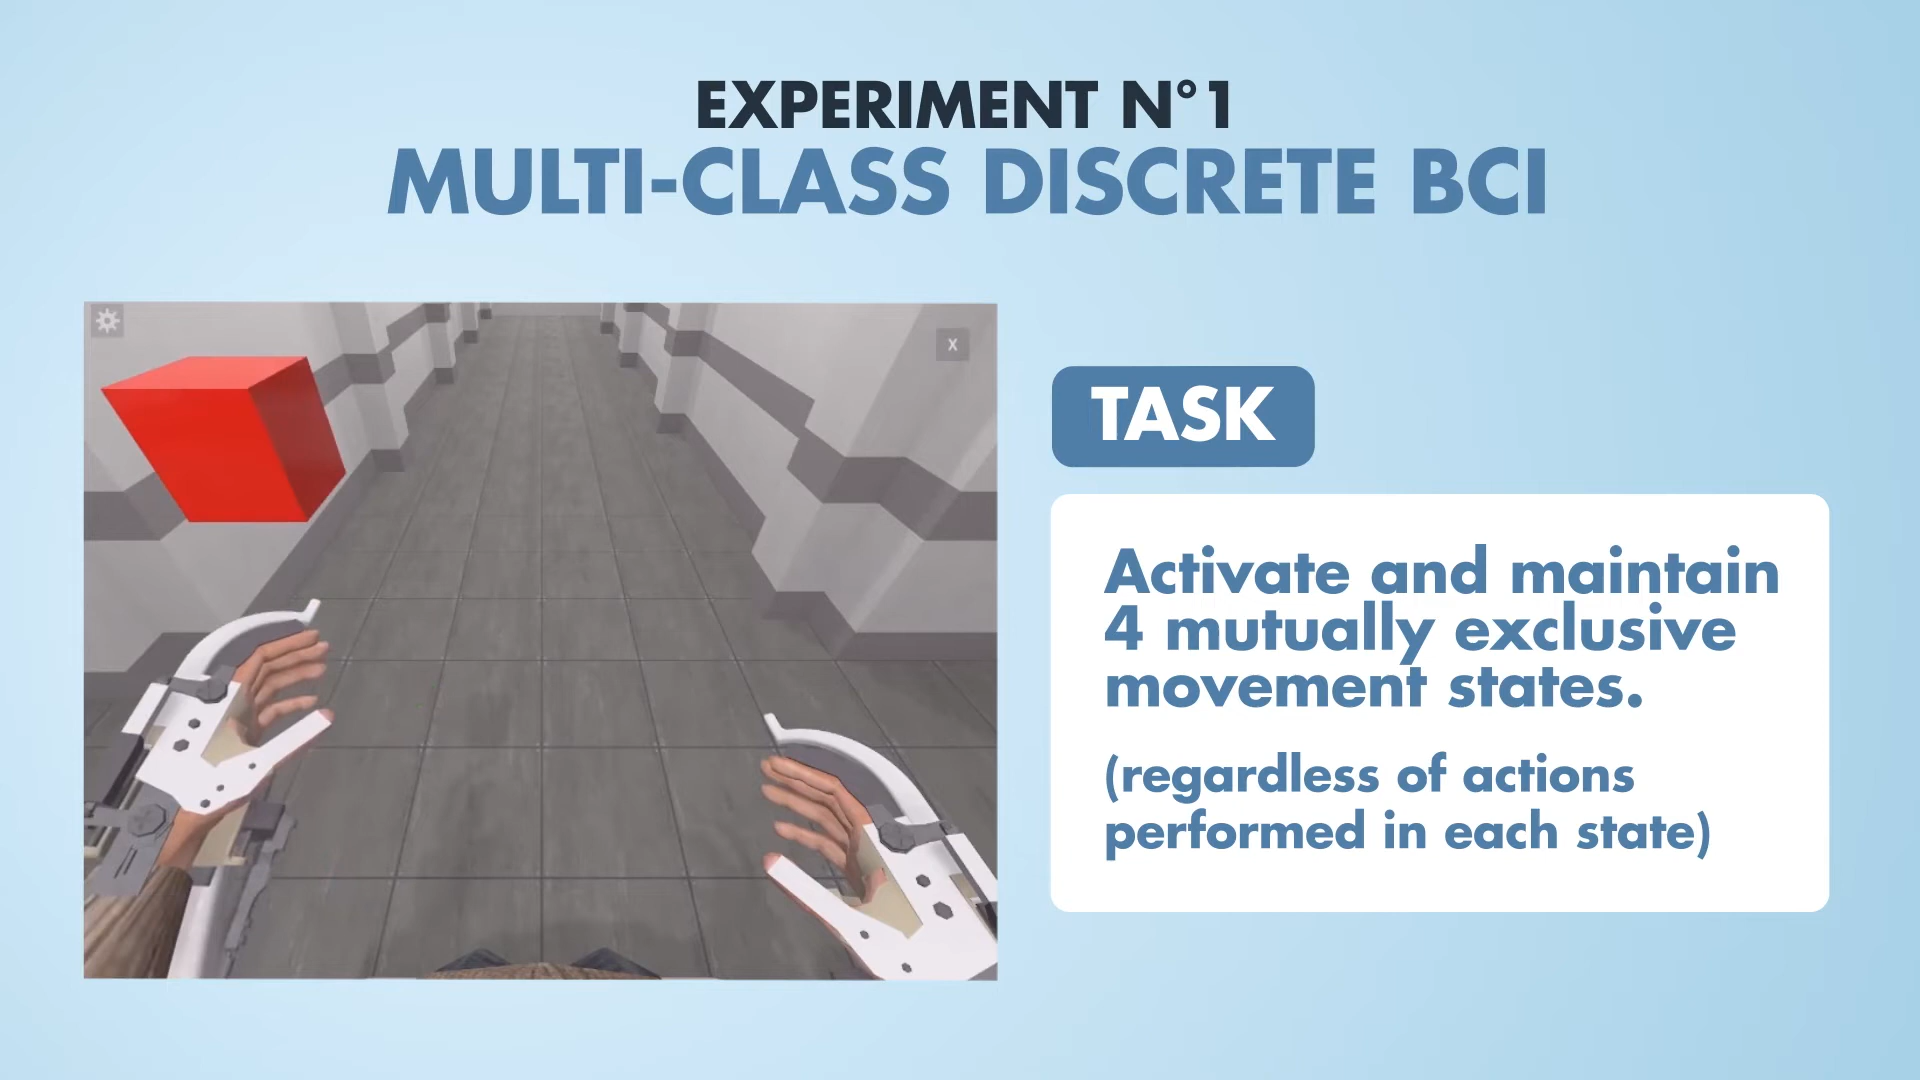 EXPERIMENT N°1
MULTI-CLASS DISCRETE BCI
X
TASK
Activate and maintain
4 mutually exclusive
movement states.
(regardless of actions
performed in each state)